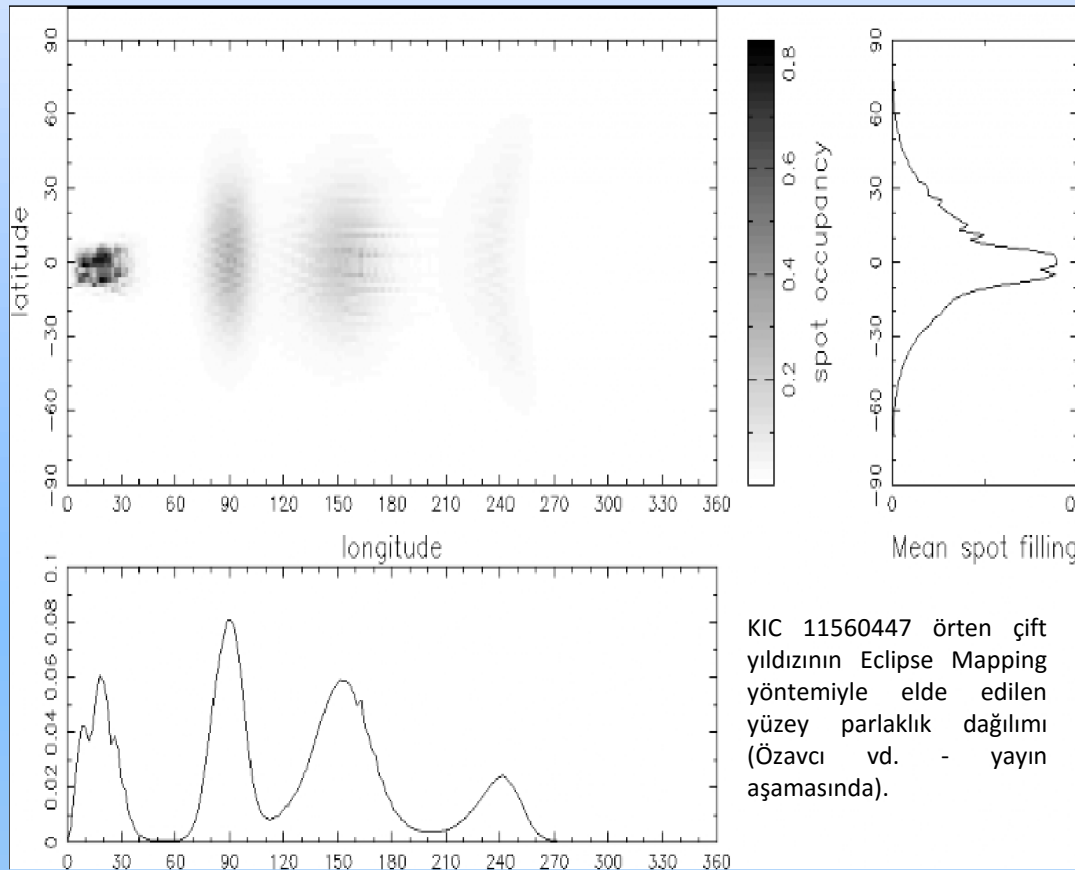 90
60
30
0
−30
−60
−90
latitude
0 30 60 90 120 150 180 210 240 270 300 330 360
longitude
0.8
0.6
0.4
0.2
spot occupancy
90
60
30
0
−30
−60
−90
0 0
Mean spot filling
0.1
0.08
0.06
0.04
0.02
0
0 30 60 90 120 150 180 210 240 270 300 330 360
KIC 11560447 örten çift
yıldızının Eclipse Mapping
yöntemiyle elde edilen
yüzey parlaklık dağılımı
(Özavcı vd. - yayın
aşamasında).